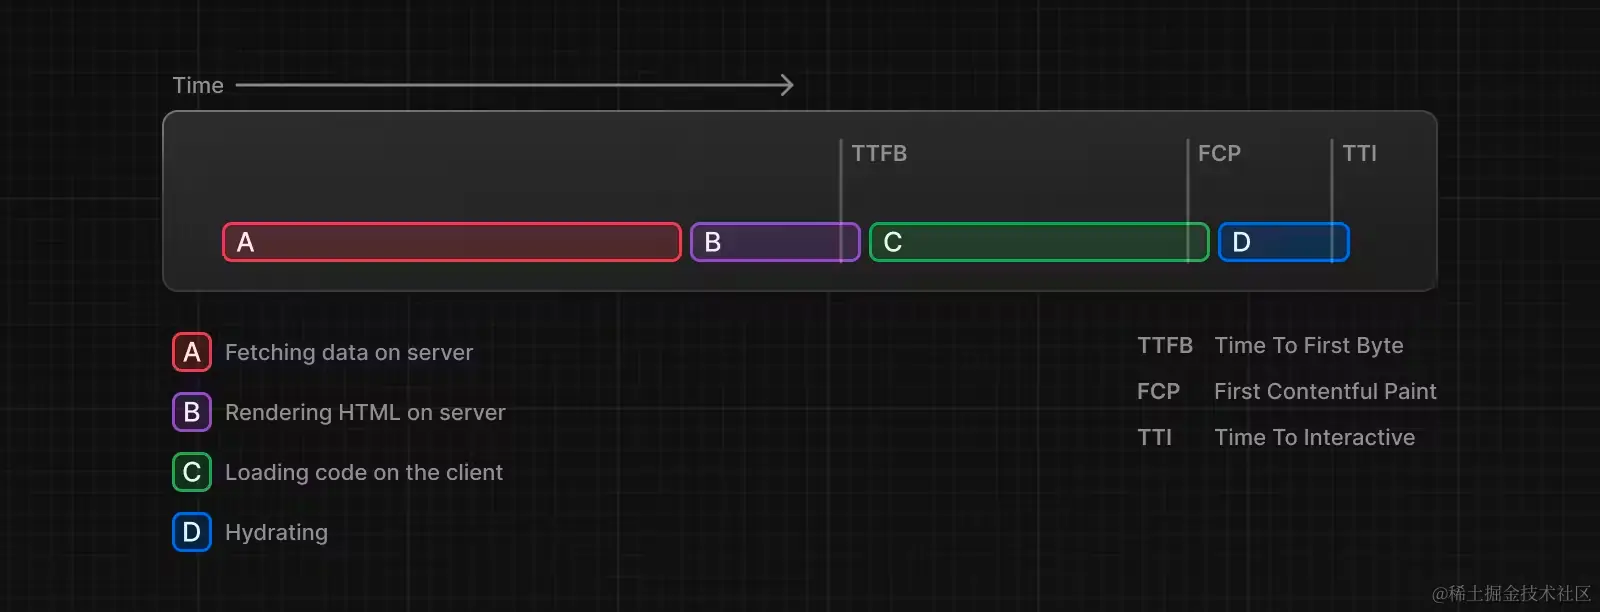 Time
TTFB
FCP
TTI
A
B
C
D
A Fetching data on server
B Rendering HTML on server
C Loading code on the client
D Hydrating
TTFB Time To First Byte
FCP First Contentful Paint
TTI Time To Interactive
@稀土掘金技术社区